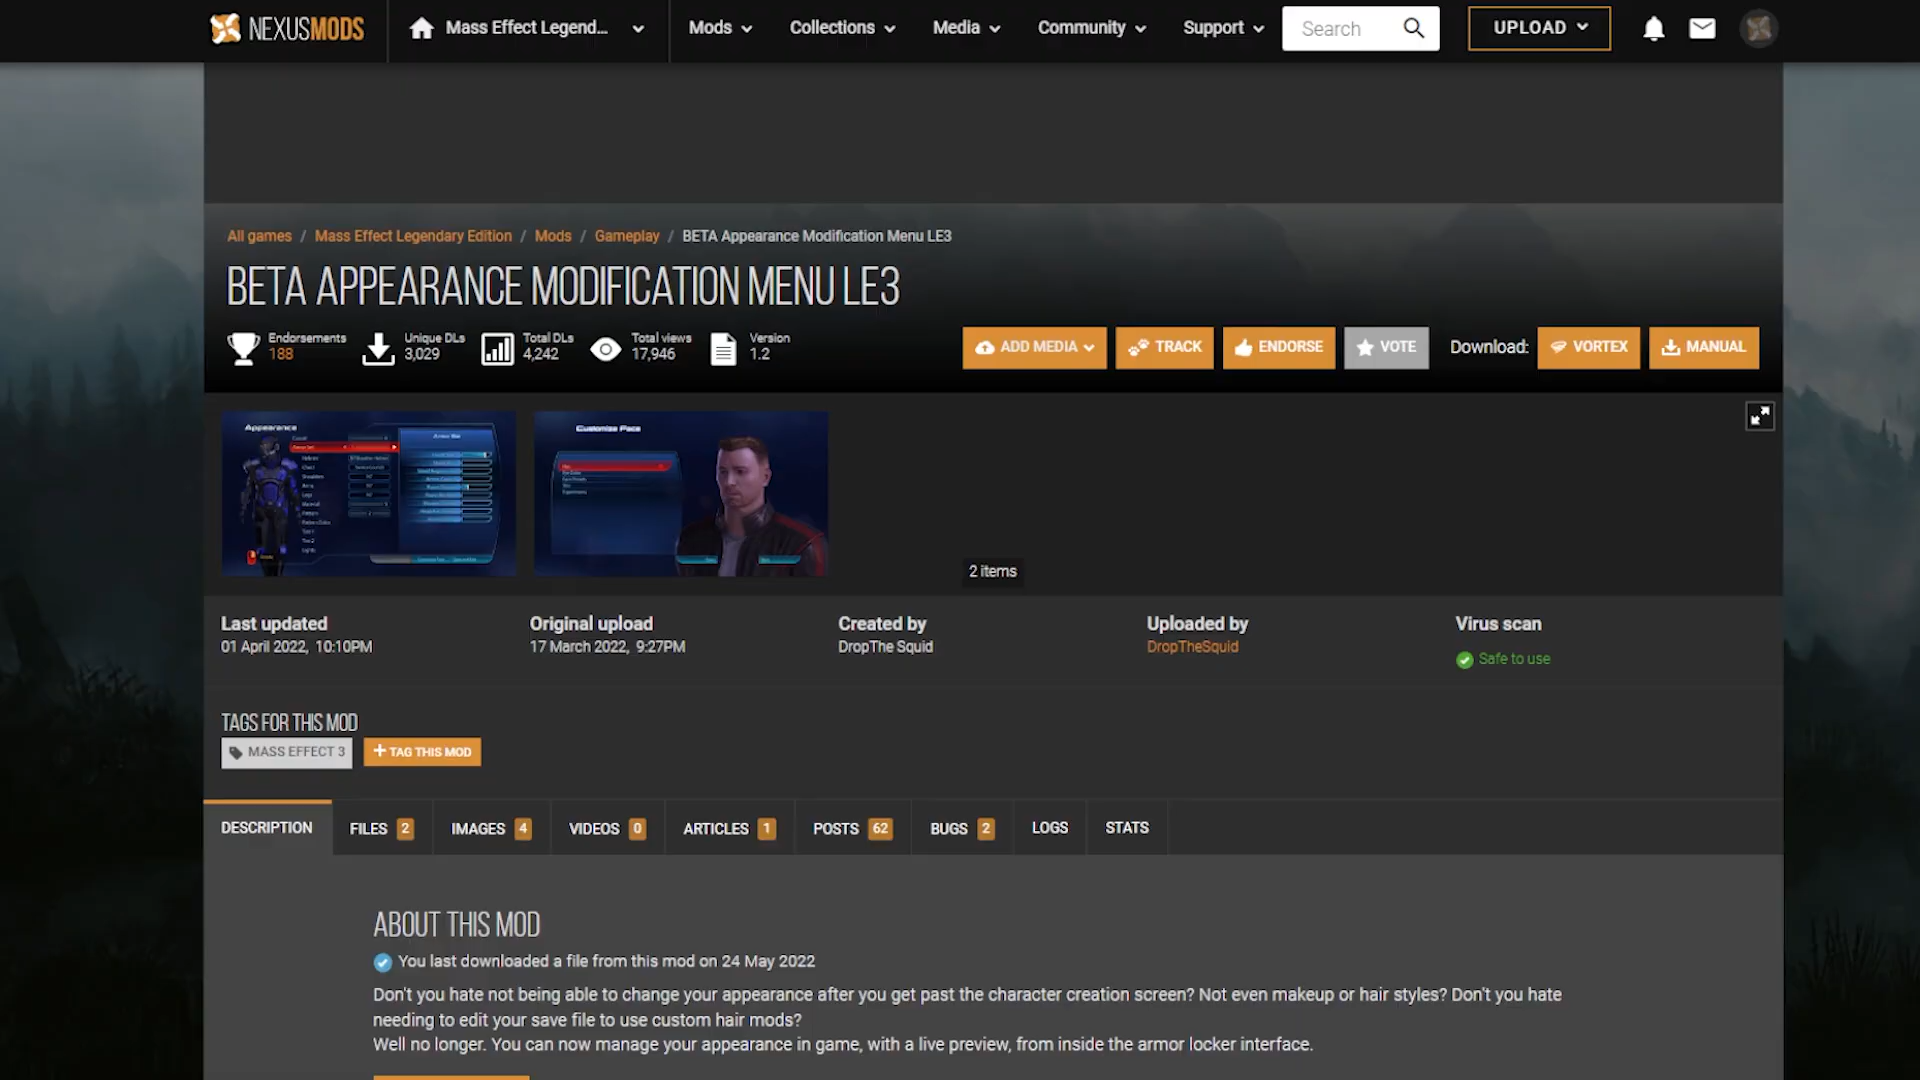 NEXUSMODS
Mass Effect Legend...
Mods
Collections
Media
Community
Support
Search
UPLOAD
All games / Mass Effect Legendary Edition / Mods / Gameplay / BETA Appearance Modification Menu LE3
BETA APPEARANCE MODIFICATION MENU LE3
Endorsements
188
Unique DLs
3,029
Total DLs
4,242
Total views
17,946
Version
1.2
ADD MEDIA
TRACK
ENDORSE
VOTE
Download:
VORTEX
MANUAL
Appearance
Customize Face
2 items
Last updated
01 April 2022, 10:10PM
Original upload
17 March 2022, 9:27PM
Created by
DropThe Squid
Uploaded by
DropTheSquid
Virus scan
Safe to use
TAGS FOR THIS MOD
MASS EFFECT 3
+ TAG THIS MOD
DESCRIPTION
FILES 2
IMAGES 4
VIDEOS 0
ARTICLES 1
POSTS 62
BUGS 2
LOGS
STATS
ABOUT THIS MOD
You last downloaded a file from this mod on 24 May 2022
Don't you hate not being able to change your appearance after you get past the character creation screen? Not even makeup or hair styles? Don't you hate
needing to edit your save file to use custom hair mods?
Well no longer. You can now manage your appearance in game, with a live preview, from inside the armor locker interface.